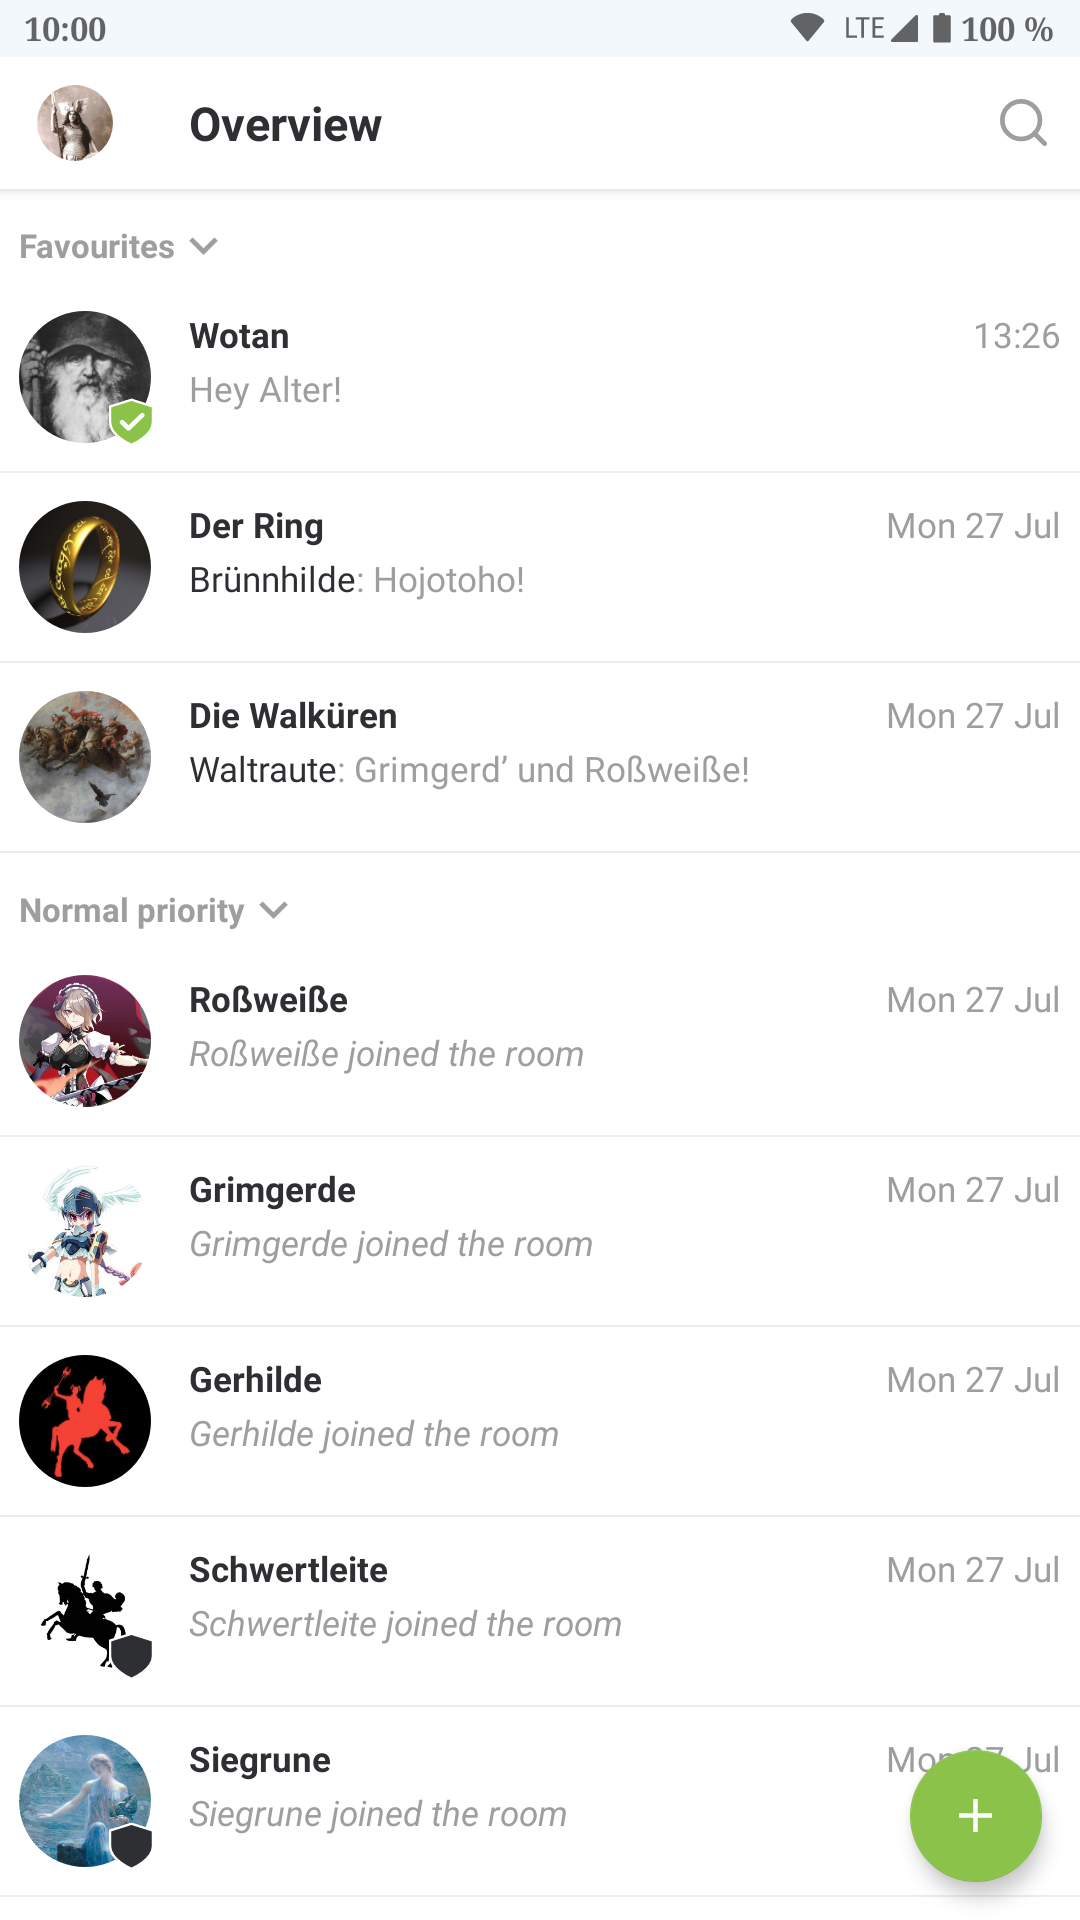 10:00 LTE 100 %
Overview
Favourites
Wotan 13:26
Hey Alter!
Der Ring Mon 27 Jul
Brünnhilde: Hojotoho!
Die Walküren Mon 27 Jul
Waltraute: Grimgerd’ und Roßweiße!
Normal priority
Roßweiße Mon 27 Jul
Roßweiße joined the room
Grimgerde Mon 27 Jul
Grimgerde joined the room
Gerhilde Mon 27 Jul
Gerhilde joined the room
Schwertleite Mon 27 Jul
Schwertleite joined the room
Siegrune Mon 27 Jul
Siegrune joined the room